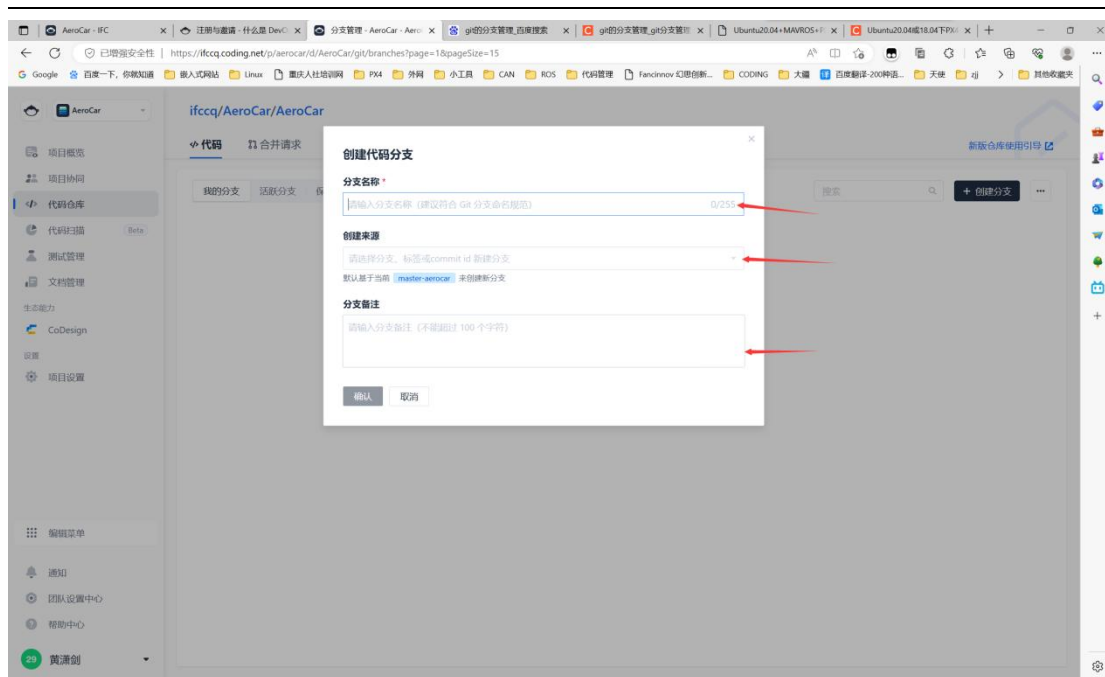 AeroCar - IFC
注册与邀请 - 什么是 DevO
分支管理 - AeroCar - Aero
git的分支管理_百度搜索
git的分支管理_git分支管理
Ubuntu20.04+MAVROS+P
Ubuntu20.04或18.04下PX4
已增强安全性
https://ifccq.coding.net/p/aerocar/d/AeroCar/git/branches?page=1&pageSize=15
Google
百度一下，你就知道
嵌入式网站
Linux
重庆人社培训网
PX4
外网
小工具
CAN
ROS
代码管理
Fancinnov 幻思创新...
CODING
大疆
百度翻译-200种语...
天使
zjj
其他收藏夹
AeroCar
ifccq/AeroCar/AeroCar
项目概览
代码
合并请求
新版仓库使用引导
项目协同
我的分支
活跃分支
搜索
+ 创建分支
代码仓库
代码扫描
Beta
测试管理
文档管理
生态能力
CoDesign
设置
项目设置
创建代码分支
分支名称 *
请输入分支名称（建议符合 Git 分支命名规范）
0/255
创建来源
请选择分支、标签或commit id 新建分支
默认基于当前 master-aerocar 来创建新分支
分支备注
请输入分支备注（不能超过 100 个字符）
确认
取消
编辑菜单
通知
团队设置中心
帮助中心
29
黄潇剑